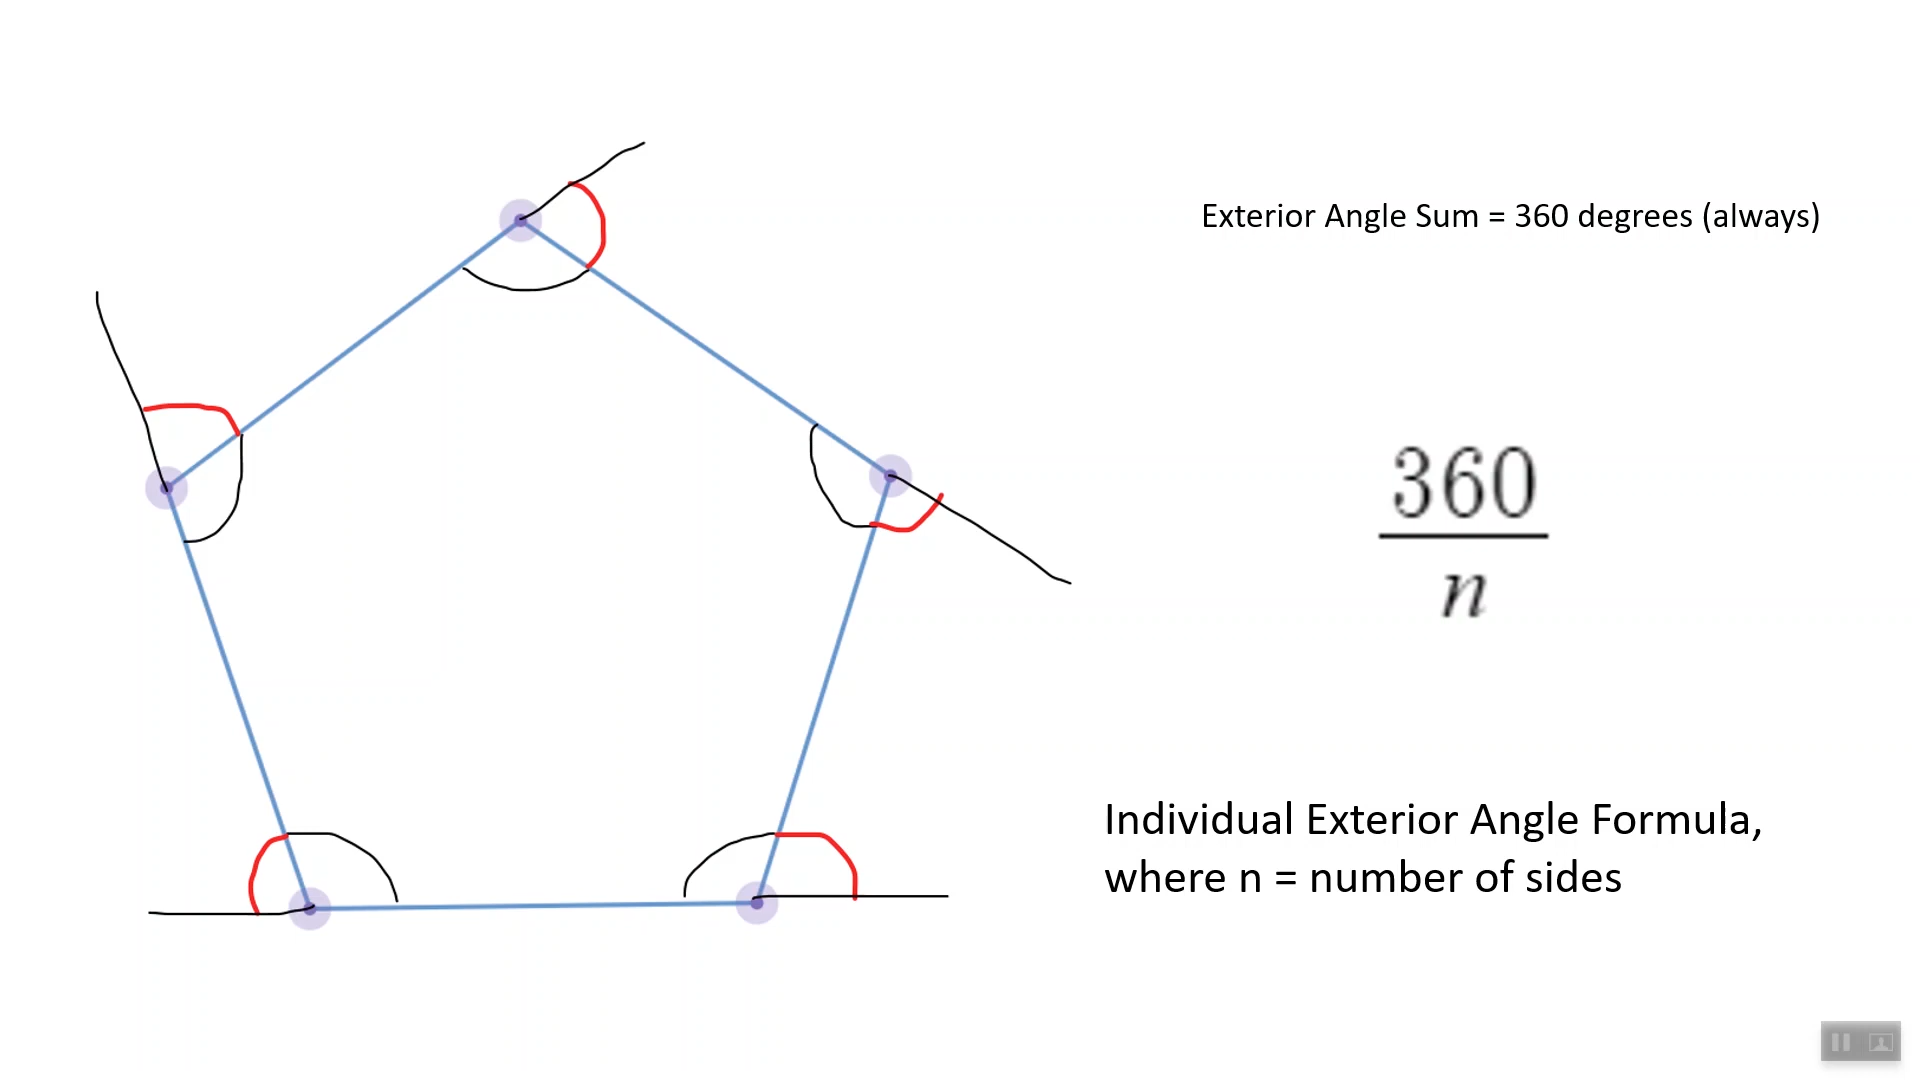 Exterior Angle Sum = 360 degrees (always)
360
n
Individual Exterior Angle Formula,
where n = number of sides